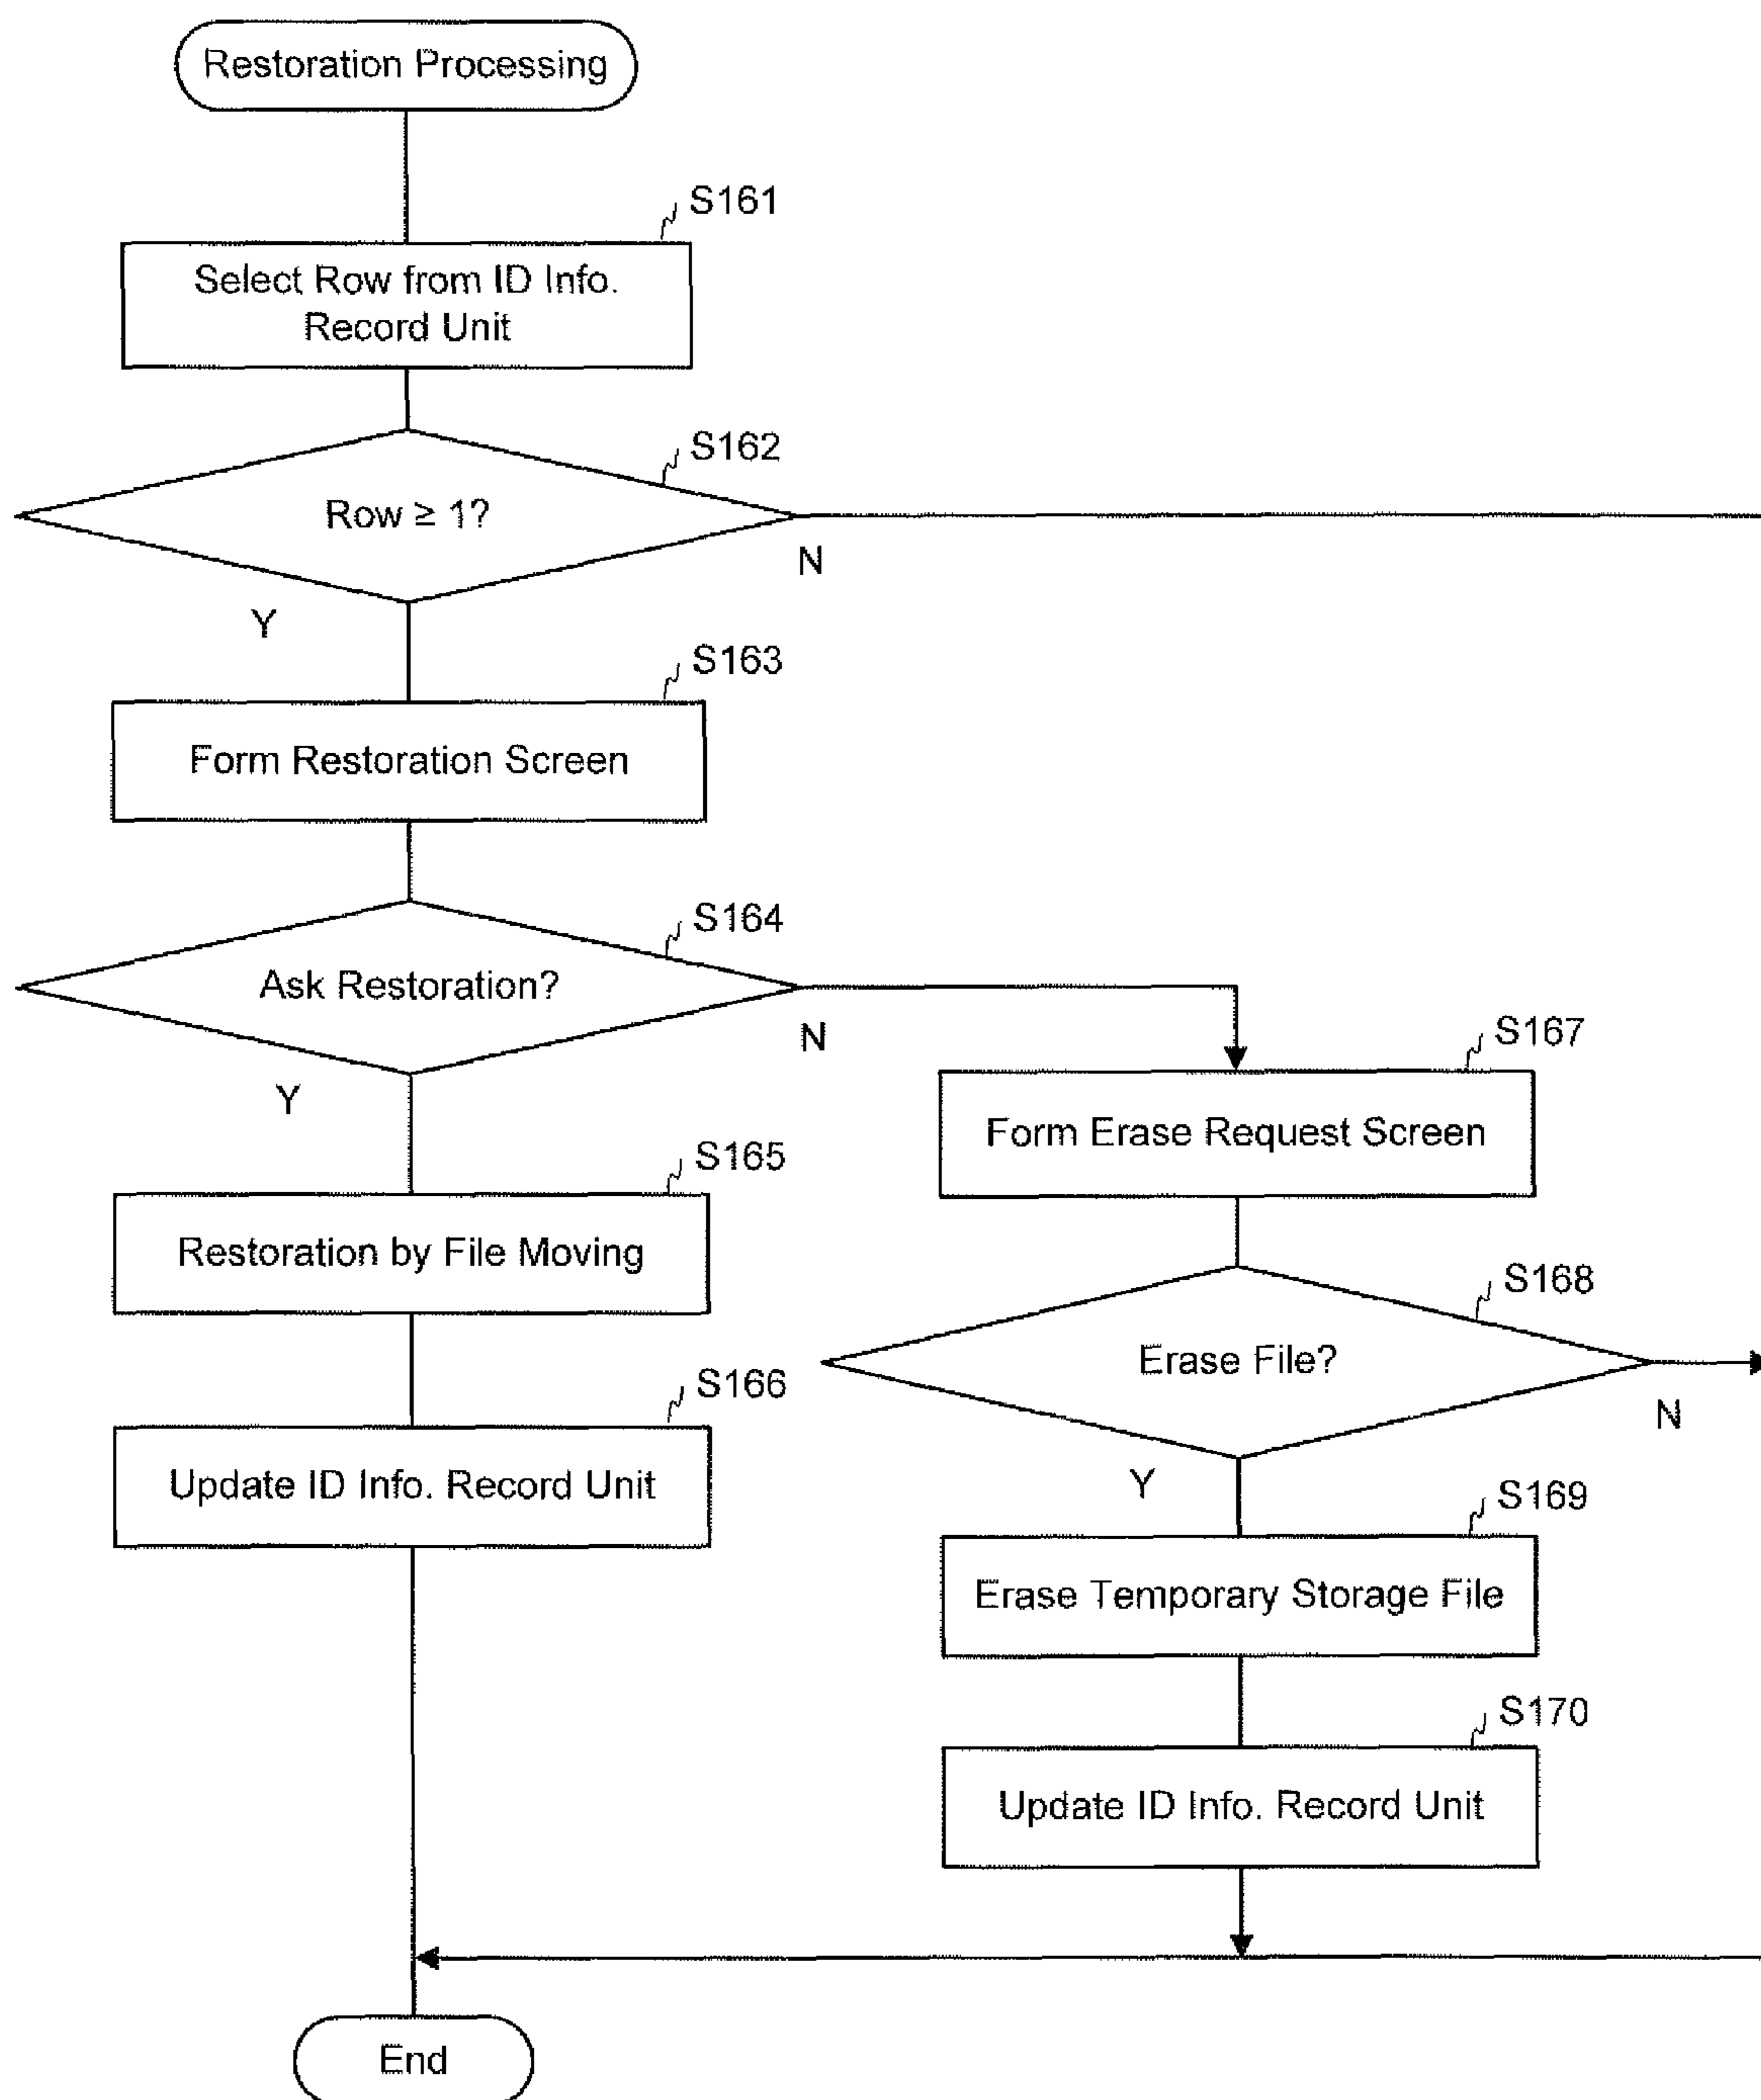 Restoration Processing
S161
Select Row from ID Info.
Record Unit
S162
Row ≥ 1?
N
Y
S163
Form Restoration Screen
S164
Ask Restoration?
N
Y
S167
Form Erase Request Screen
S165
Restoration by File Moving
S168
Erase File?
N
Y
S166
Update ID Info. Record Unit
S169
Erase Temporary Storage File
S170
Update ID Info. Record Unit
End